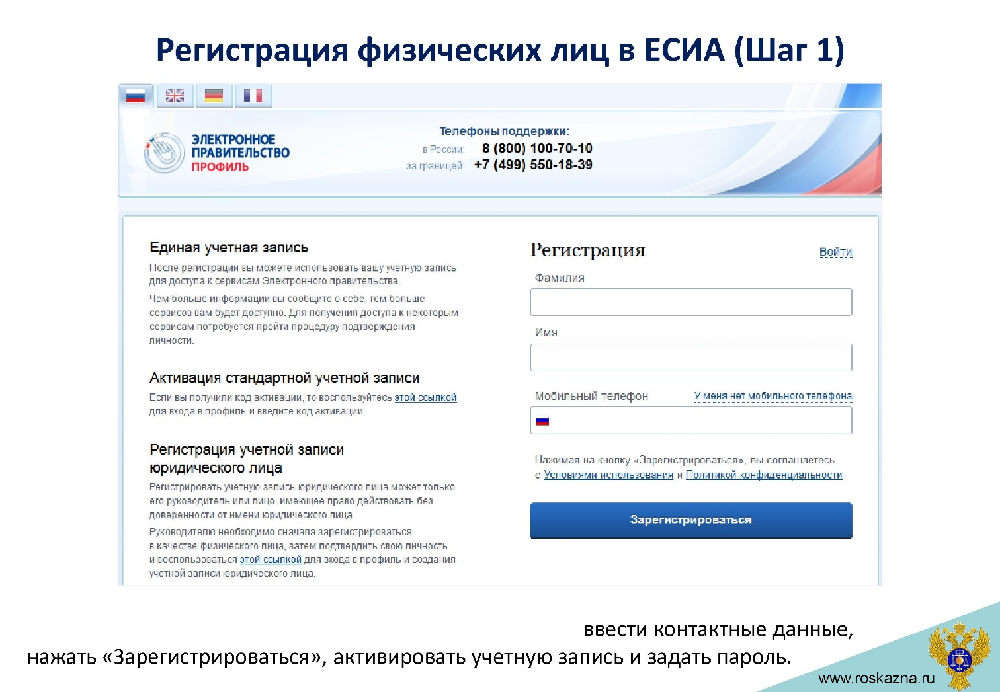 Регистрация физических лиц в ЕСИА (Шаг 1)
ЭЛЕКТРОННОЕ
ПРАВИТЕЛЬСТВО
ПРОФИЛЬ
Телефоны поддержки:
в России: 8 (800) 100-70-10
за границей: +7 (499) 550-18-39
Единая учетная запись
После регистрации вы можете использовать вашу учётную запись
для доступа к сервисам Электронного правительства.
Чем больше информации вы сообщите о себе, тем больше
сервисов вам будет доступно. Для получения доступа к некоторым
сервисам потребуется пройти процедуру подтверждения
личности.
Активация стандартной учетной записи
Если вы получили код активации, то воспользуйтесь этой ссылкой
для входа в профиль и введите код активации.
Регистрация учетной записи
юридического лица
Регистрировать учетную запись юридического лица может только
его руководитель или лицо, имеющее право действовать без
доверенности от имени юридического лица.
Руководителю необходимо сначала зарегистрироваться
в качестве физического лица, затем подтвердить свою личность
и воспользоваться этой ссылкой для входа в профиль и создания
учетной записи юридического лица.
Регистрация
Войти
Фамилия
Имя
Мобильный телефон
У меня нет мобильного телефона
Нажимая на кнопку «Зарегистрироваться», вы соглашаетесь
с Условиями использования и Политикой конфиденциальности
Зарегистрироваться
ввести контактные данные,
нажать «Зарегистрироваться», активировать учетную запись и задать пароль.
www.roskazna.ru